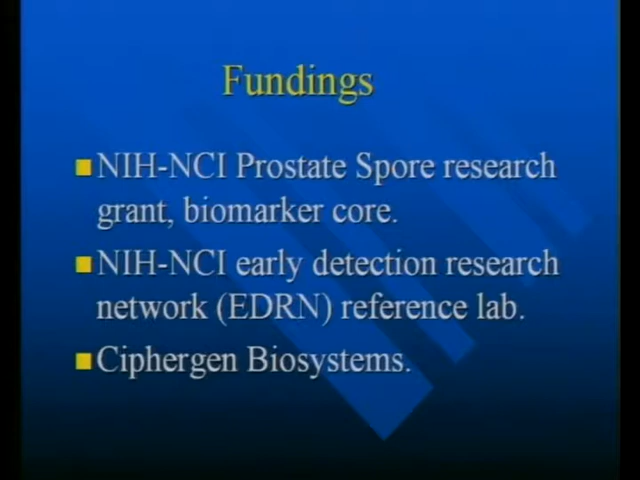 Fundings
NIH-NCI Prostate Spore research
grant, biomarker core.
NIH-NCI early detection research
network (EDRN) reference lab.
Ciphergen Biosystems.